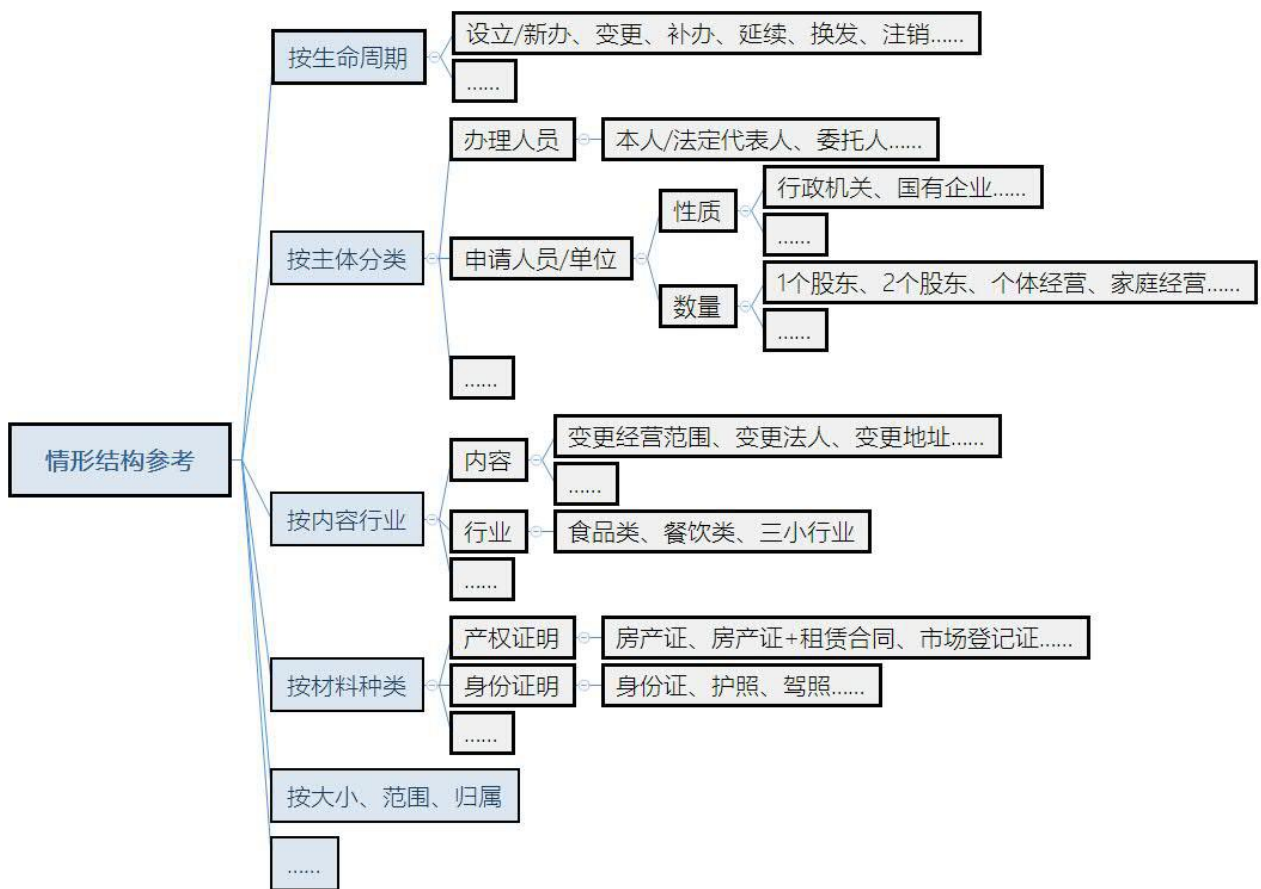 情形结构参考
按生命周期
设立/新办、变更、补办、延续、换发、注销......
......
按主体分类
办理人员
本人/法定代表人、委托人......
申请人员/单位
性质
行政机关、国有企业......
......
数量
1个股东、2个股东、个体经营、家庭经营......
......
......
按内容行业
内容
变更经营范围、变更法人、变更地址......
......
行业
食品类、餐饮类、三小行业
......
按材料种类
产权证明
房产证、房产证+租赁合同、市场登记证......
身份证明
身份证、护照、驾照......
......
按大小、范围、归属
......